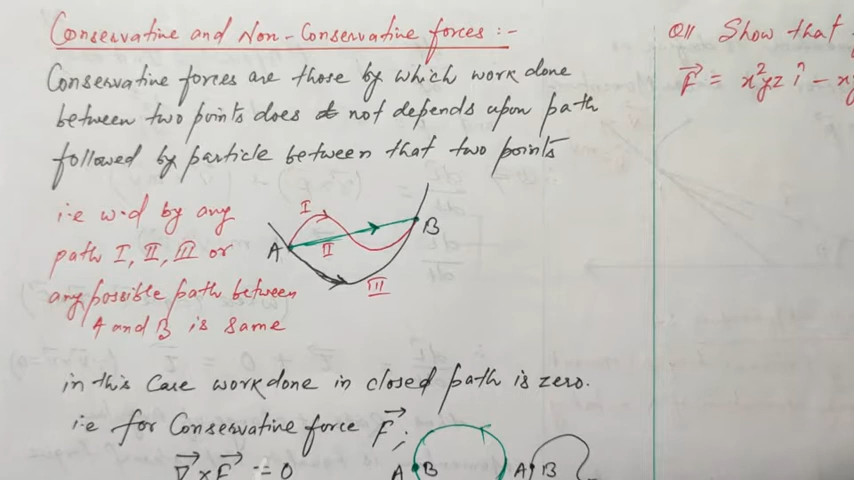 Conservative and Non-Conservative forces :-
Conservative forces are those by which work done
between two points does not depends upon path
followed by particle between that two points
i.e w.d by any
path I, II, III or
any possible path between
A and B is same
I
II
III
A
B
in this case workdone in closed path is zero.
i.e for Conservative force F⃗,
∇⃗ × F⃗ = 0
A B
A B
Q11 Show that
F⃗ = x²yz î - x